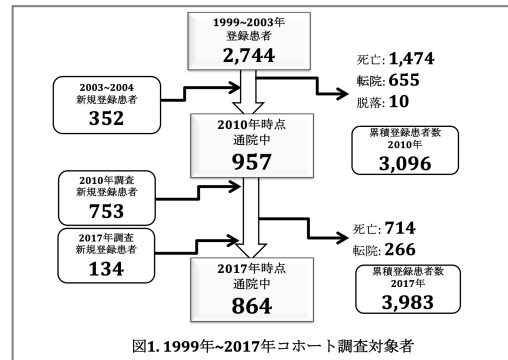 1999~2003年
登録患者
2,744
死亡: 1,474
転院: 655
脱落: 10
2003~2004
新規登録患者
352
2010年時点
通院中
957
累積登録患者数
2010年
3,096
2010年調査
新規登録患者
753
2017年調査
新規登録患者
134
死亡: 714
転院: 266
2017年時点
通院中
864
累積登録患者数
2017年
3,983
図1. 1999年~2017年コホート調査対象者